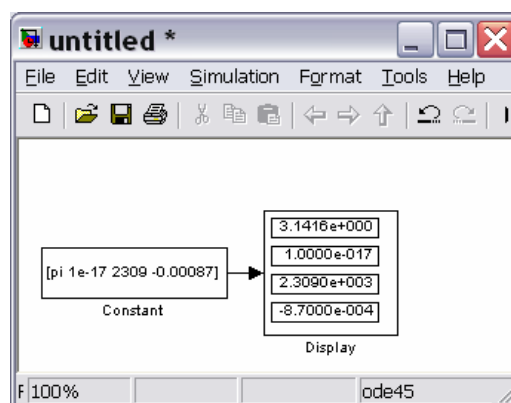 untitled *
File Edit View Simulation Format Tools Help
[pi 1e-17 2309 -0.00087]
Constant
3.1416e+000
1.0000e-017
2.3090e+003
-8.7000e-004
Display
F 100% ode45